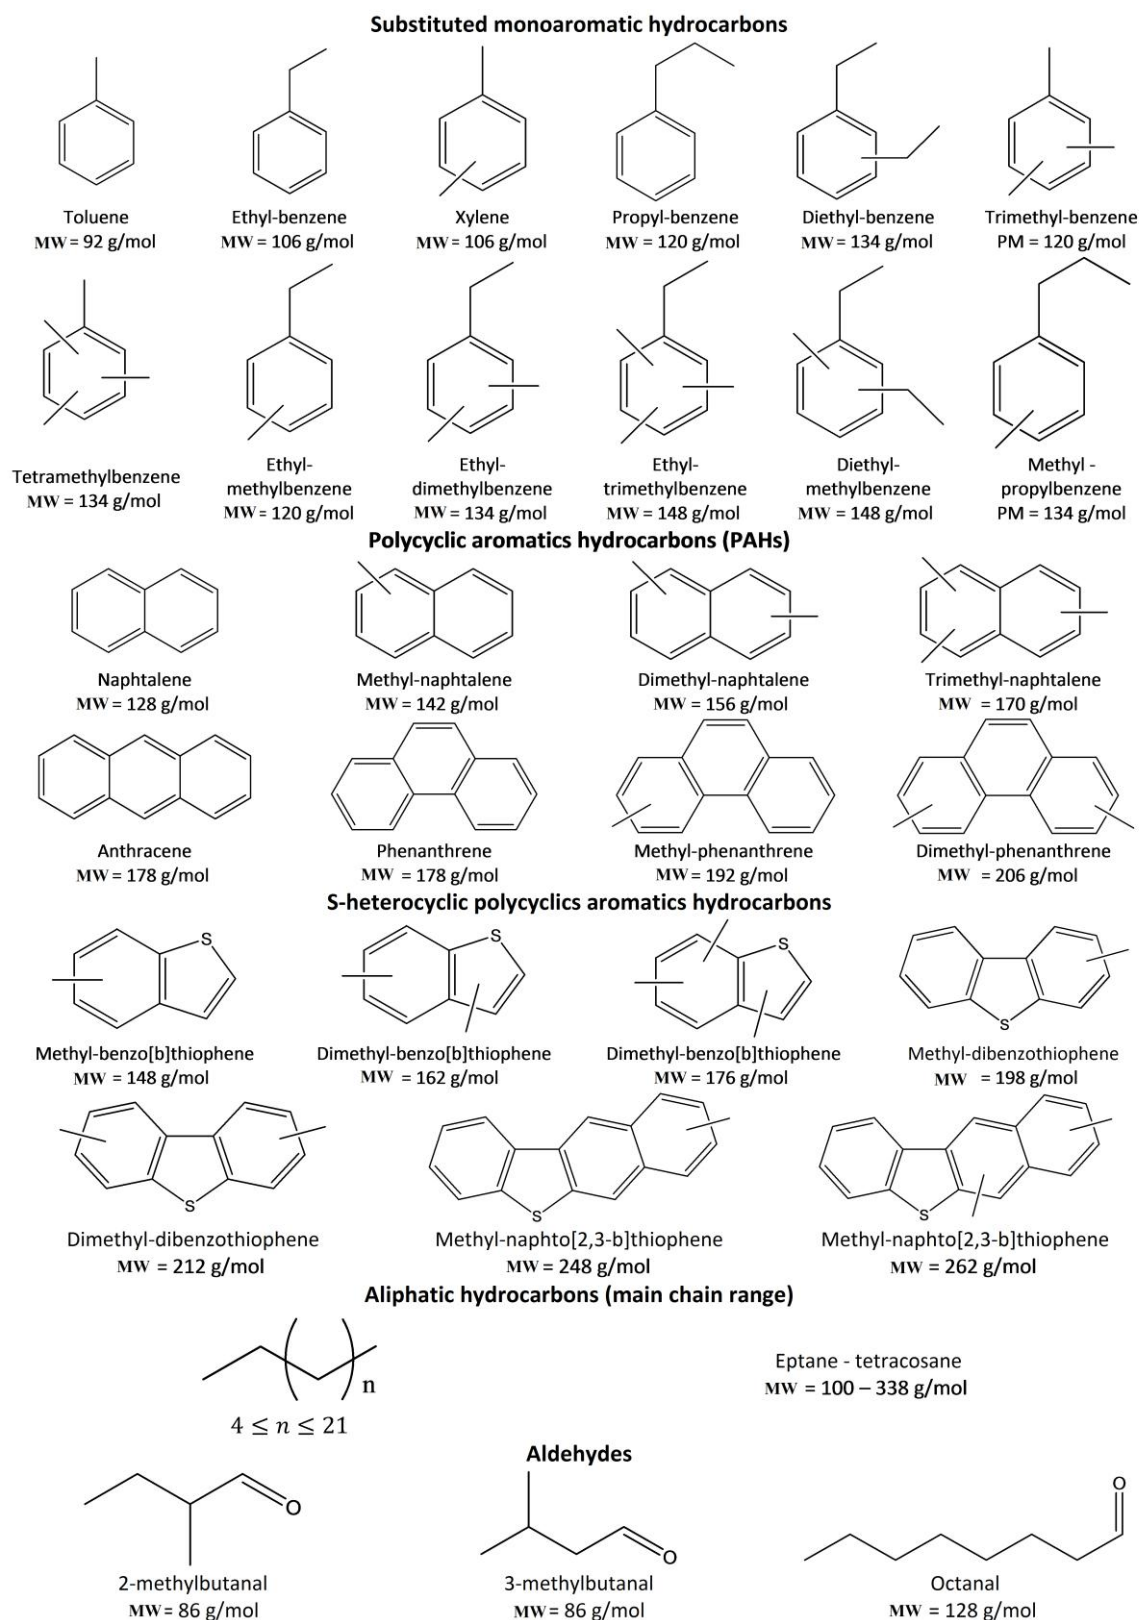 Substituted monoaromatic hydrocarbons
Toluene
MW = 92 g/mol
Ethyl-benzene
MW = 106 g/mol
Xylene
MW = 106 g/mol
Propyl-benzene
MW = 120 g/mol
Diethyl-benzene
MW = 134 g/mol
Trimethyl-benzene
PM = 120 g/mol
Tetramethylbenzene
MW = 134 g/mol
Ethyl-
methylbenzene
MW = 120 g/mol
Ethyl-
dimethylbenzene
MW = 134 g/mol
Ethyl-
trimethylbenzene
MW = 148 g/mol
Diethyl-
methylbenzene
MW = 148 g/mol
Methyl -
propylbenzene
PM = 134 g/mol
Polycyclic aromatics hydrocarbons (PAHs)
Naphtalene
MW = 128 g/mol
Methyl-naphtalene
MW = 142 g/mol
Dimethyl-naphtalene
MW = 156 g/mol
Trimethyl-naphtalene
MW = 170 g/mol
Anthracene
MW = 178 g/mol
Phenanthrene
MW = 178 g/mol
Methyl-phenanthrene
MW = 192 g/mol
Dimethyl-phenanthrene
MW = 206 g/mol
S-heterocyclic polycyclics aromatics hydrocarbons
S
Methyl-benzo[b]thiophene
MW = 148 g/mol
S
Dimethyl-benzo[b]thiophene
MW = 162 g/mol
S
Dimethyl-benzo[b]thiophene
MW = 176 g/mol
S
Methyl-dibenzothiophene
MW = 198 g/mol
S
Dimethyl-dibenzothiophene
MW = 212 g/mol
S
Methyl-naphto[2,3-b]thiophene
MW = 248 g/mol
S
Methyl-naphto[2,3-b]thiophene
MW = 262 g/mol
Aliphatic hydrocarbons (main chain range)
n
4 ≤ n ≤ 21
Eptane - tetracosane
MW = 100 – 338 g/mol
Aldehydes
O
2-methylbutanal
MW = 86 g/mol
O
3-methylbutanal
MW = 86 g/mol
O
Octanal
MW = 128 g/mol